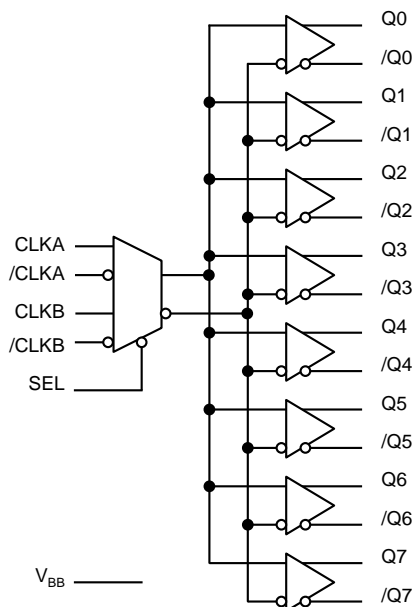 Q0
/Q0
Q1
/Q1
Q2
/Q2
CLKA
/CLKA
CLKB
/CLKB
SEL
Q3
/Q3
Q4
/Q4
Q5
/Q5
Q6
/Q6
Q7
/Q7
VBB